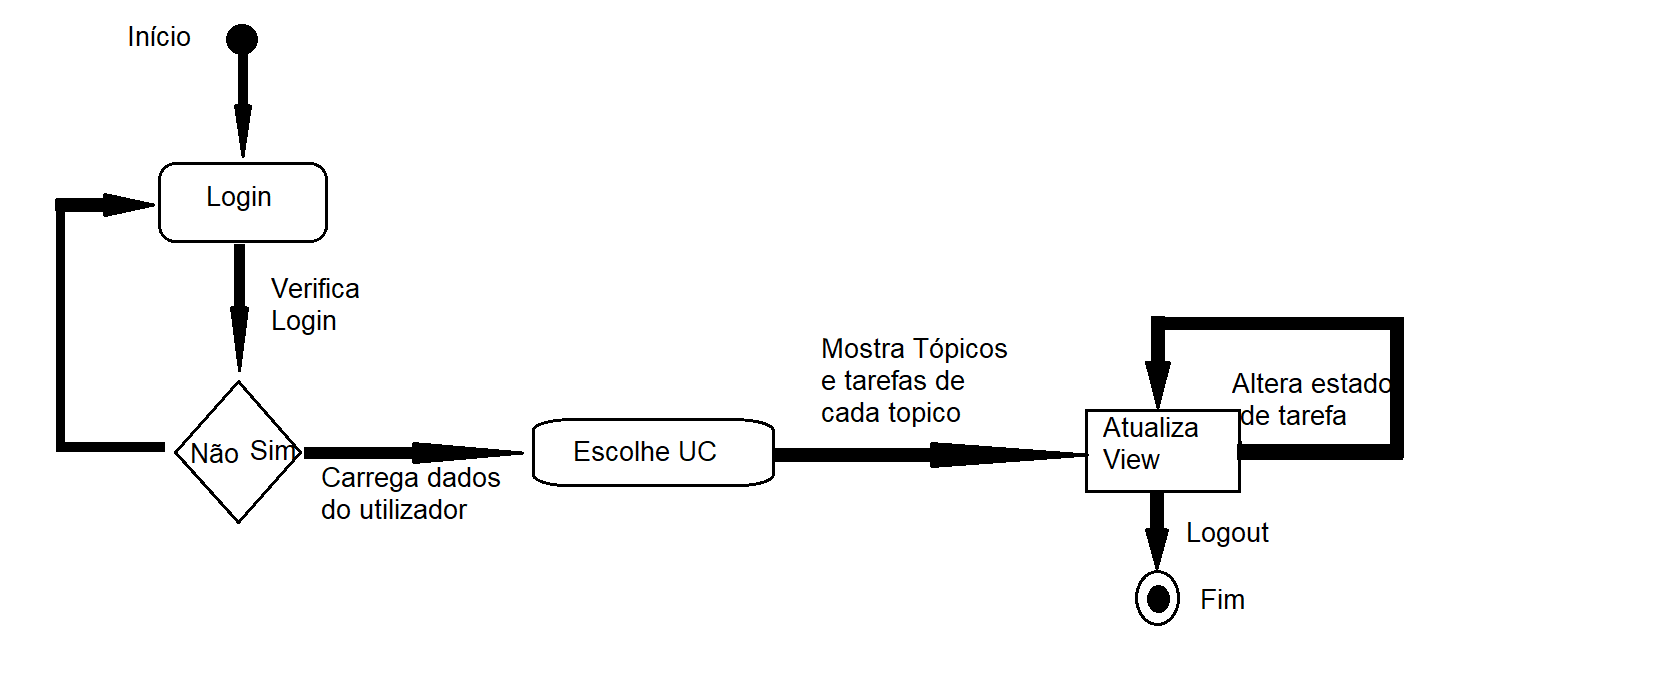 Início
Login
Verifica
Login
Não Sim
Carrega dados
do utilizador
Escolhe UC
Mostra Tópicos
e tarefas de
cada topico
Atualiza
View
Altera estado
de tarefa
Logout
Fim